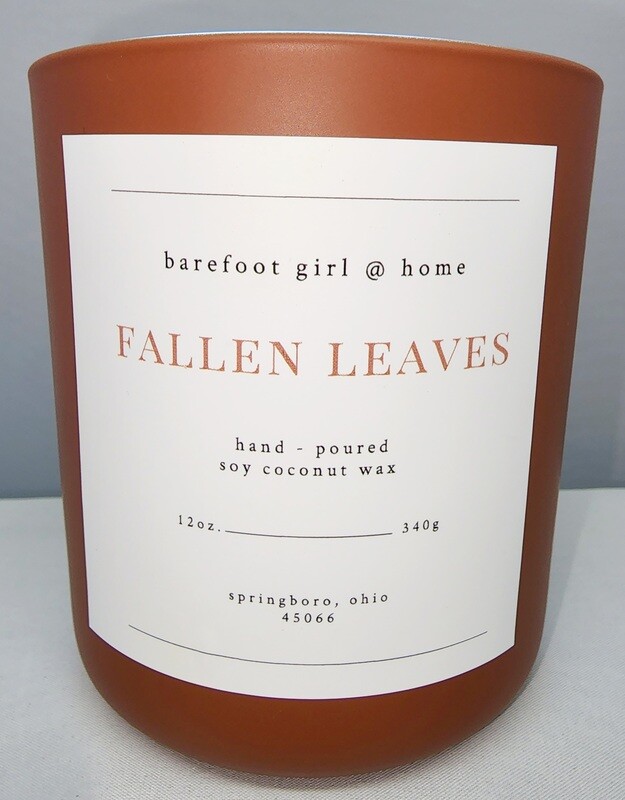 barefoot girl @ home
FALLEN LEAVES
hand - poured
soy coconut wax
12oz. 340g
springboro, ohio
45066